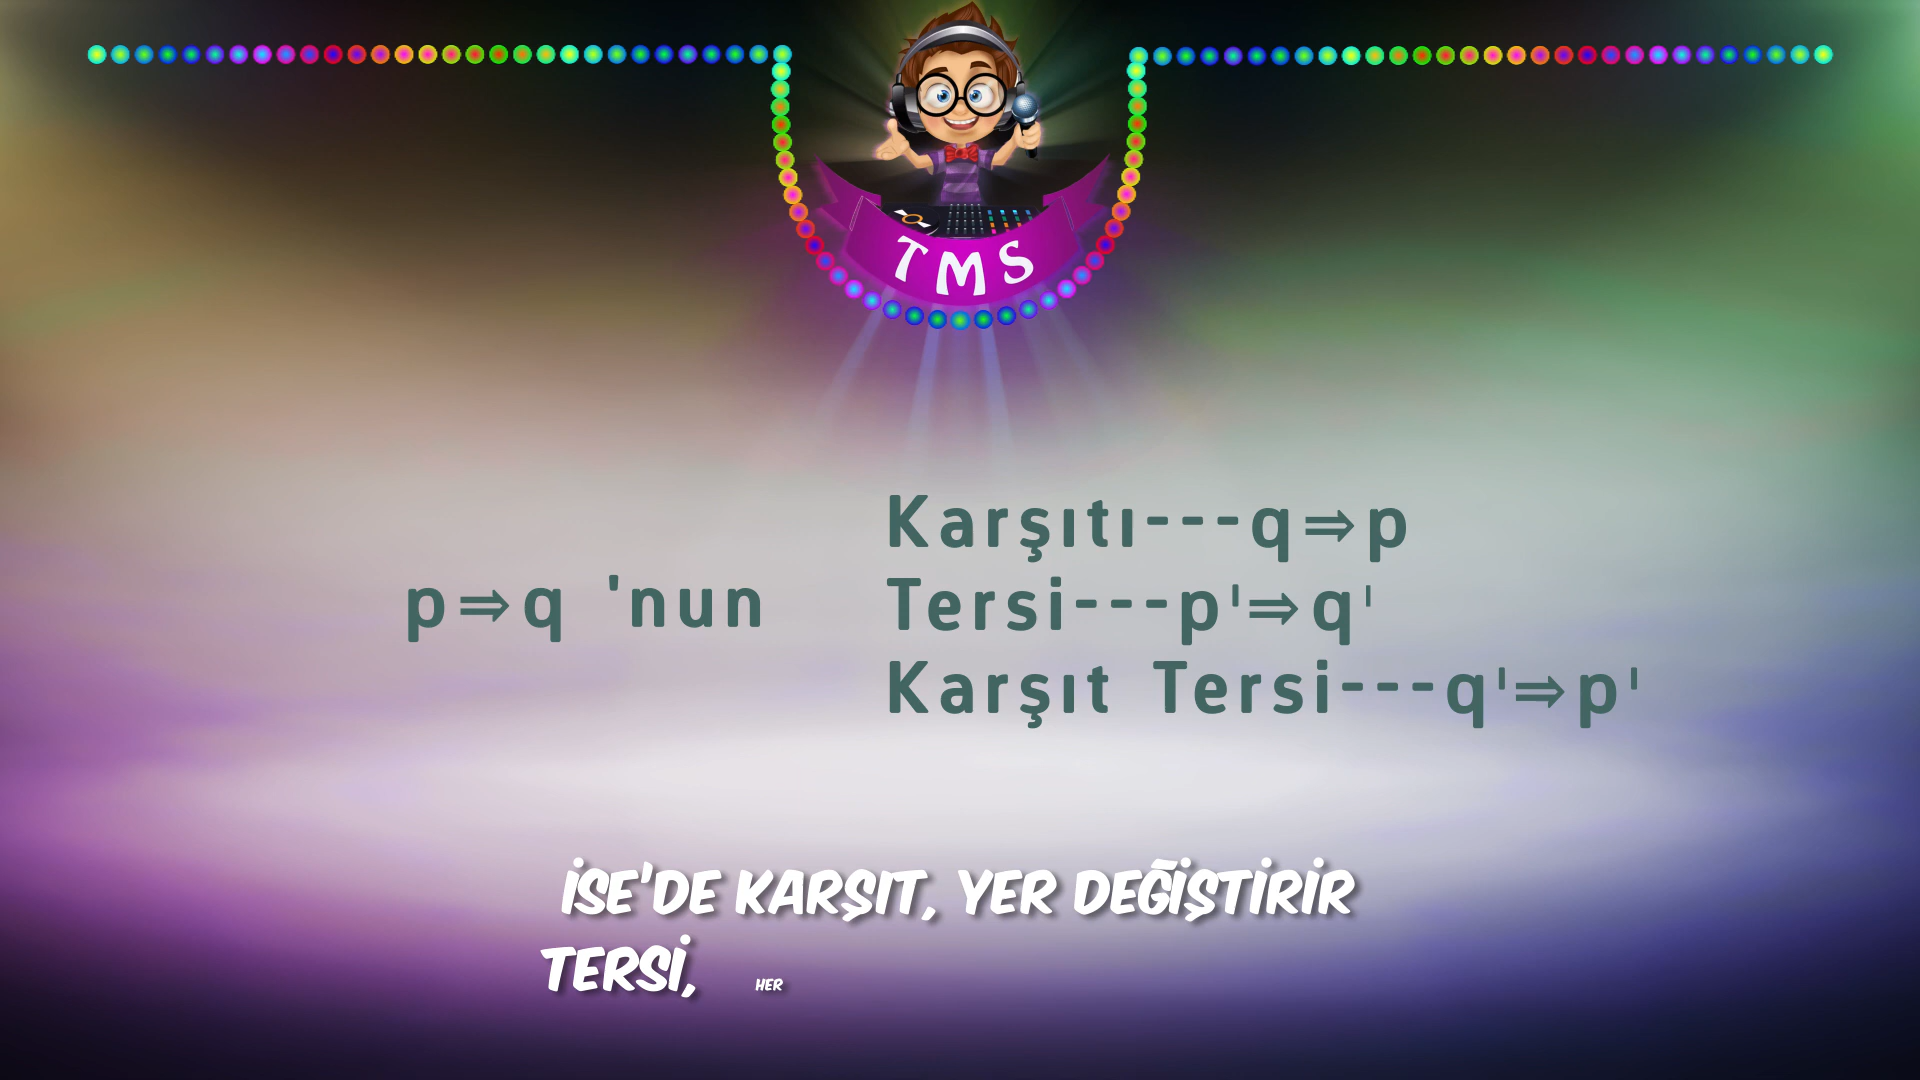 TMS
Karşıtı---q⇒p
p⇒q 'nun
Tersi---p'⇒q'
Karşıt Tersi---q'⇒p'
İSE'DE KARŞIT, YER DEĞİŞTİRİR
TERSİ, HER